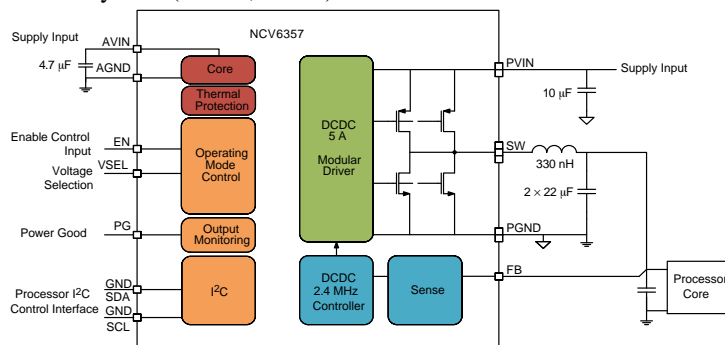 NCV6357
Supply Input
AVIN
4.7 μF
AGND
Core
Thermal
Protection
Enable Control
Input
EN
VSEL
Voltage
Selection
Operating
Mode
Control
Power Good
PG
Output
Monitoring
Processor I²C
Control Interface
GND
SDA
GND
SCL
I²C
DCDC
5 A
Modular
Driver
DCDC
2.4 MHz
Controller
Sense
PVIN
Supply Input
10 μF
SW
330 nH
2 × 22 μF
PGND
FB
Processor
Core